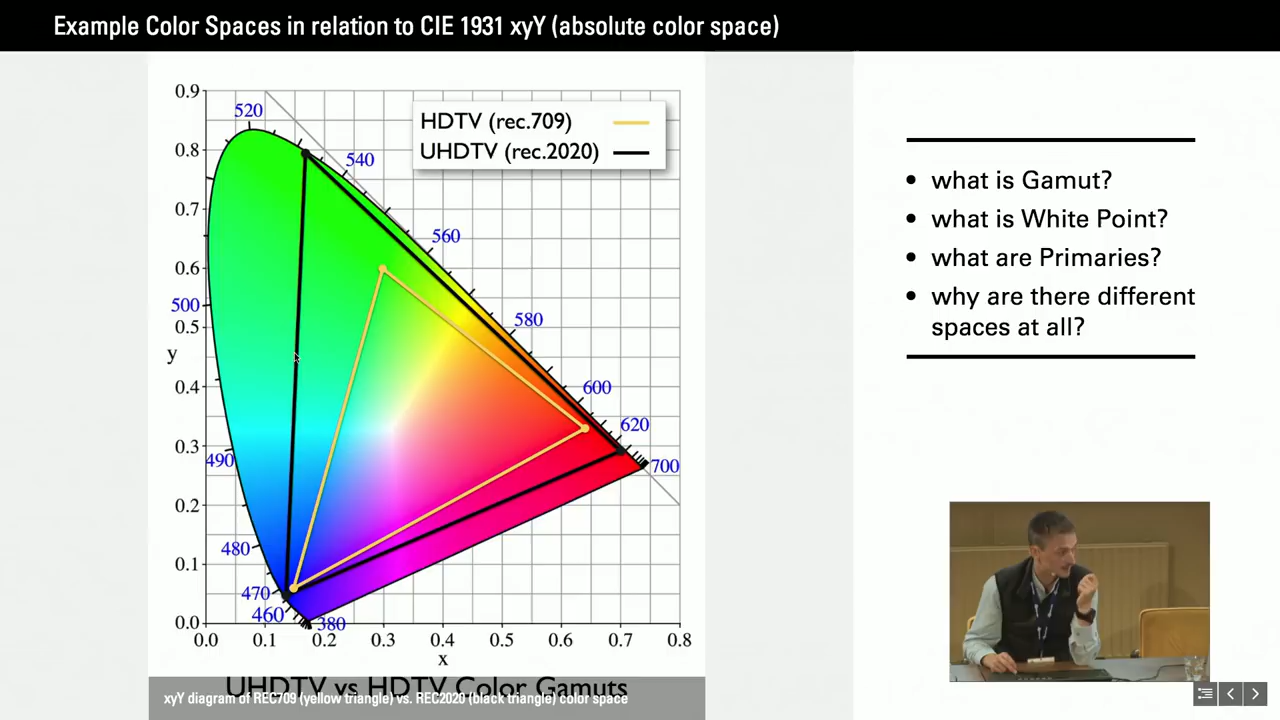 Example Color Spaces in relation to CIE 1931 xyY (absolute color space)
0.9
0.8
0.7
0.6
0.5
0.4
0.3
0.2
0.1
0.0
y
0.0 0.1 0.2 0.3 0.4 0.5 0.6 0.7 0.8
x
520
540
560
580
600
620
700
500
490
480
470
460
380
HDTV (rec.709)
UHDTV (rec.2020)
UHDTV vs HDTV Color Gamuts
xyY diagram of REC709 (yellow triangle) vs. REC2020 (black triangle) color space
• what is Gamut?
• what is White Point?
• what are Primaries?
• why are there different
spaces at all?